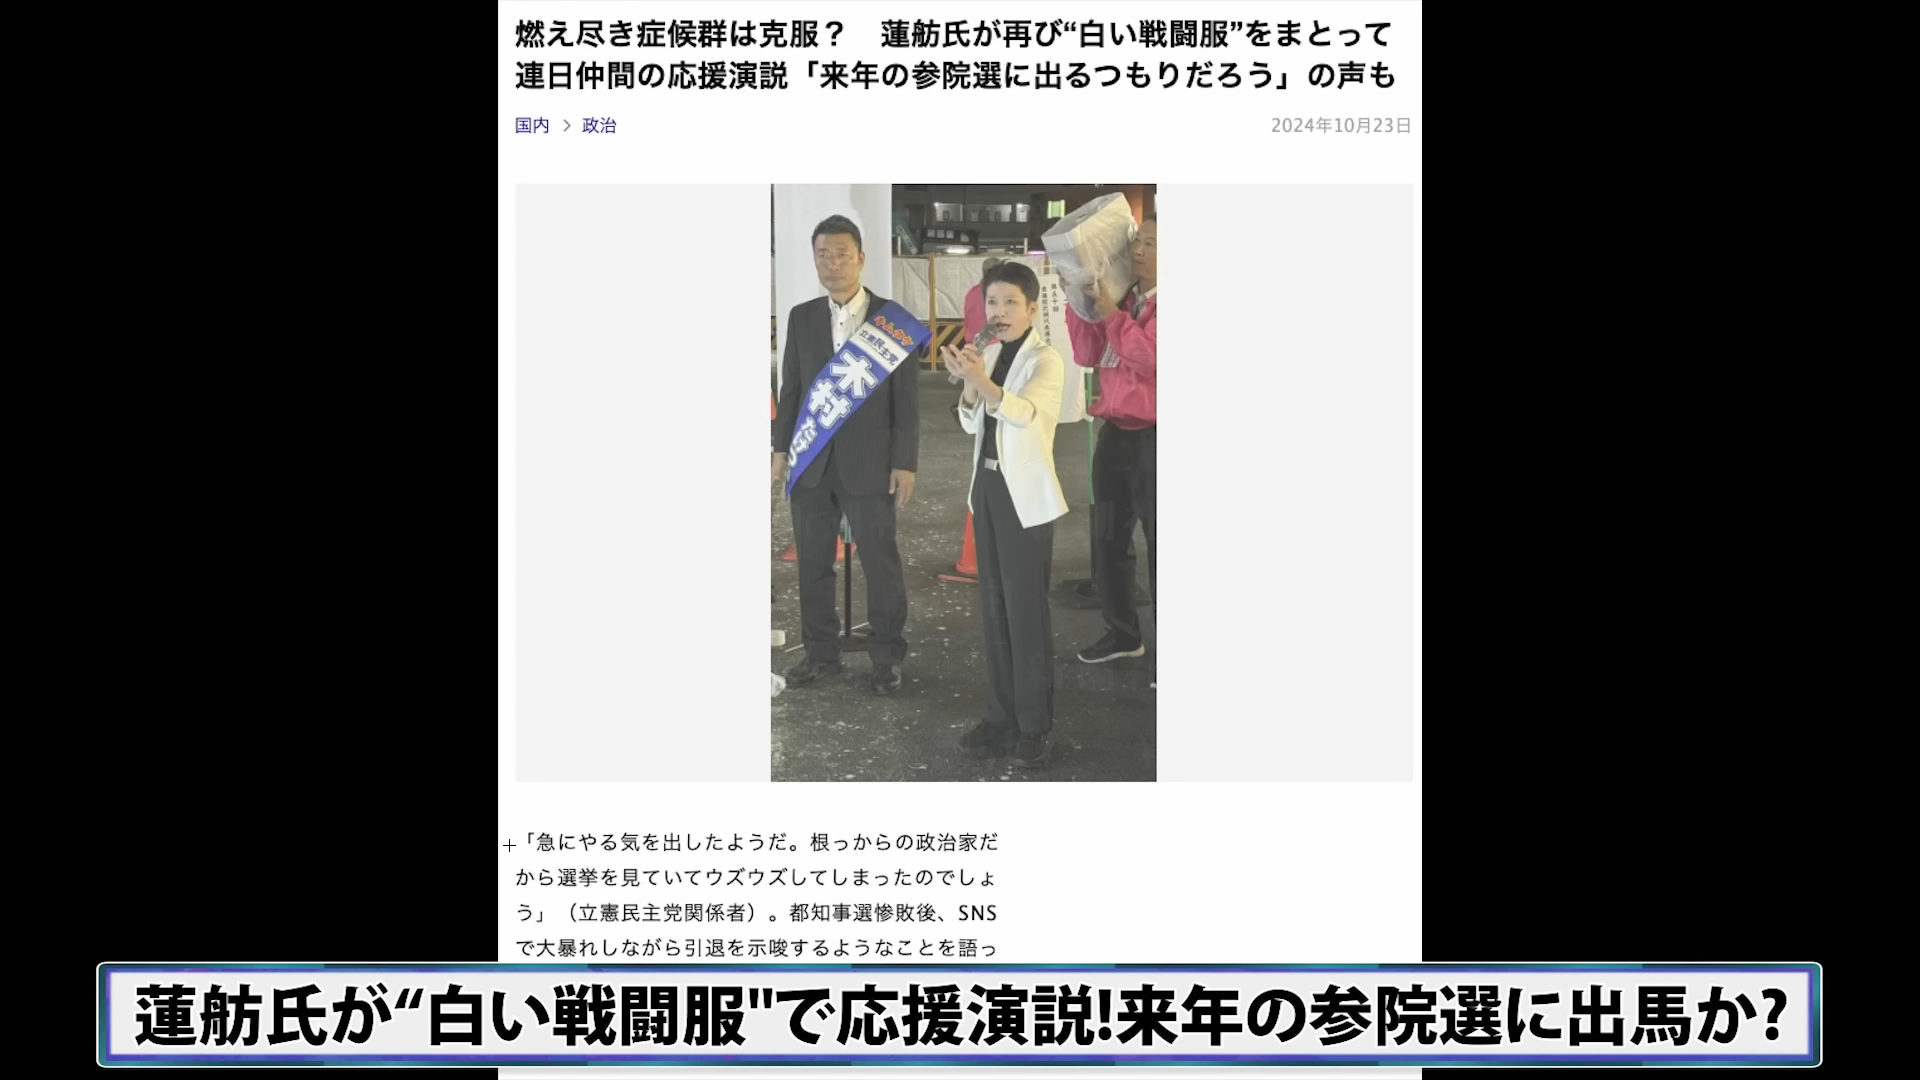 燃え尽き症候群は克服？　蓮舫氏が再び“白い戦闘服”をまとって
連日仲間の応援演説「来年の参院選に出るつもりだろう」の声も
国内 > 政治
2024年10月23日
キムタケ
立憲民主党
木村たけつ
「急にやる気を出したようだ。根っからの政治家だ
から選挙を見ていてウズウズしてしまったのでしょ
う」（立憲民主党関係者）。都知事選惨敗後、SNS
で大暴れしながら引退を示唆するようなことを語っ
蓮舫氏が“白い戦闘服"で応援演説!来年の参院選に出馬か?